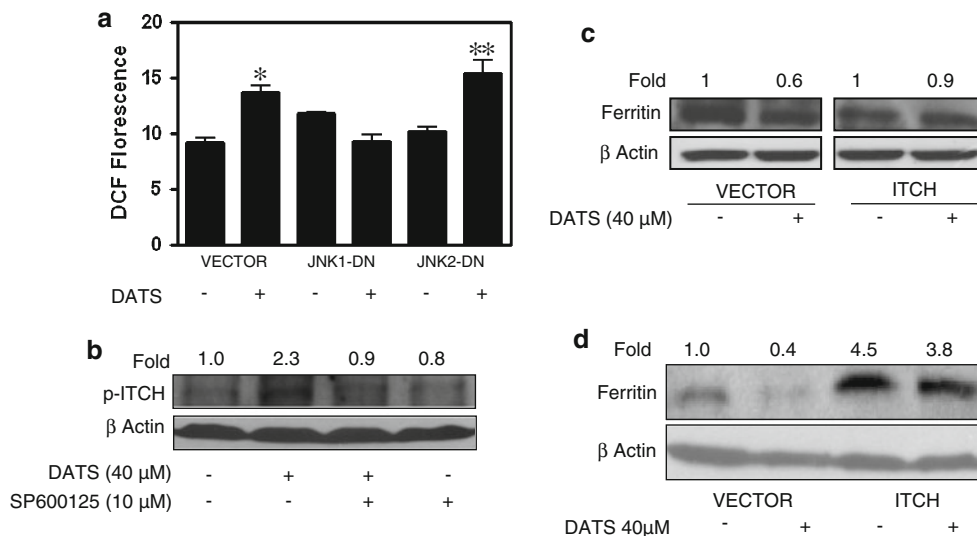 a
20
15
10
5
0
DCF Florescence
*
**
VECTOR JNK1-DN JNK2-DN
DATS - + - + - +
b
Fold 1.0 2.3 0.9 0.8
p-ITCH
β Actin
DATS (40 µM) - + + -
SP600125 (10 µM) - - + +
c
Fold 1 0.6 1 0.9
Ferritin
β Actin
VECTOR ITCH
DATS (40 µM) - + - +
d
Fold 1.0 0.4 4.5 3.8
Ferritin
β Actin
VECTOR ITCH
DATS 40µM - + - +